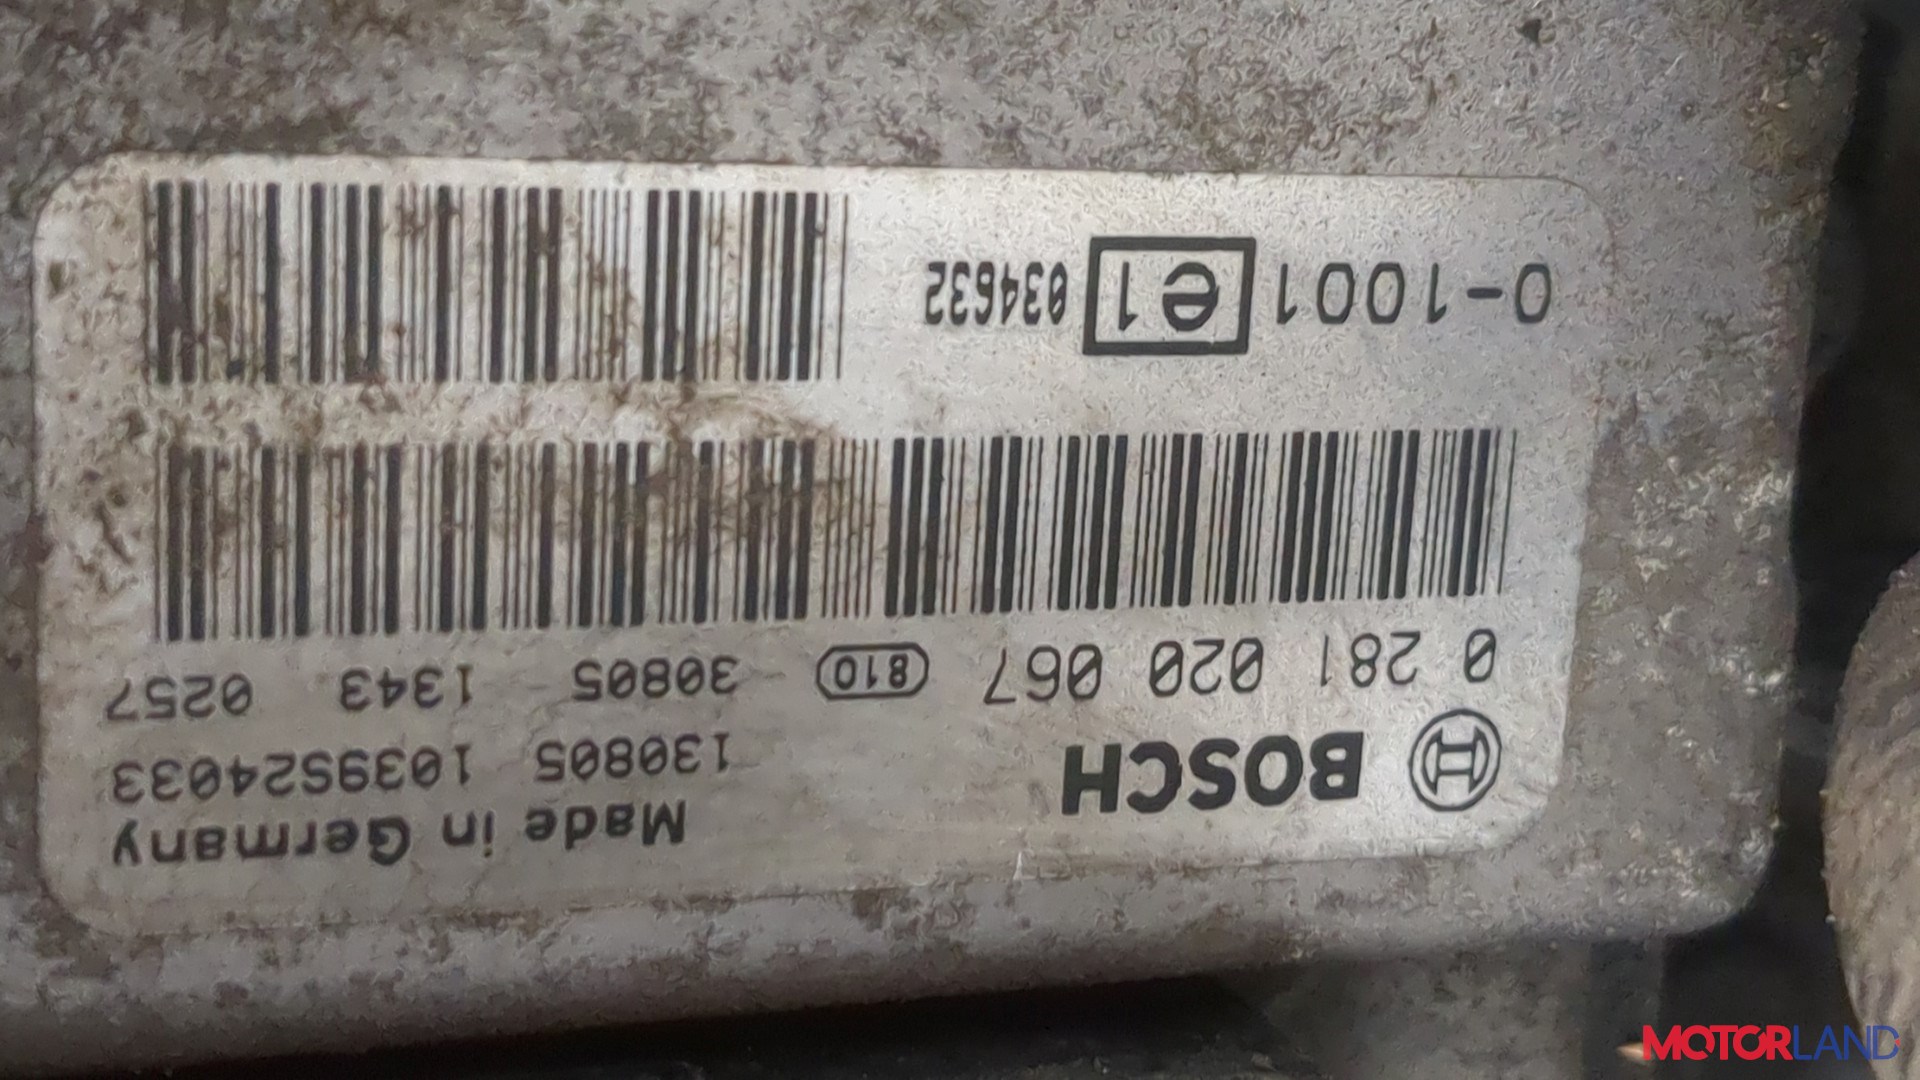 BOSCH
Made in Germany
130805 1039S24033
0 281 020 067 810 30805 1343 0257
0-1001 e1 034632
MOTORLAND